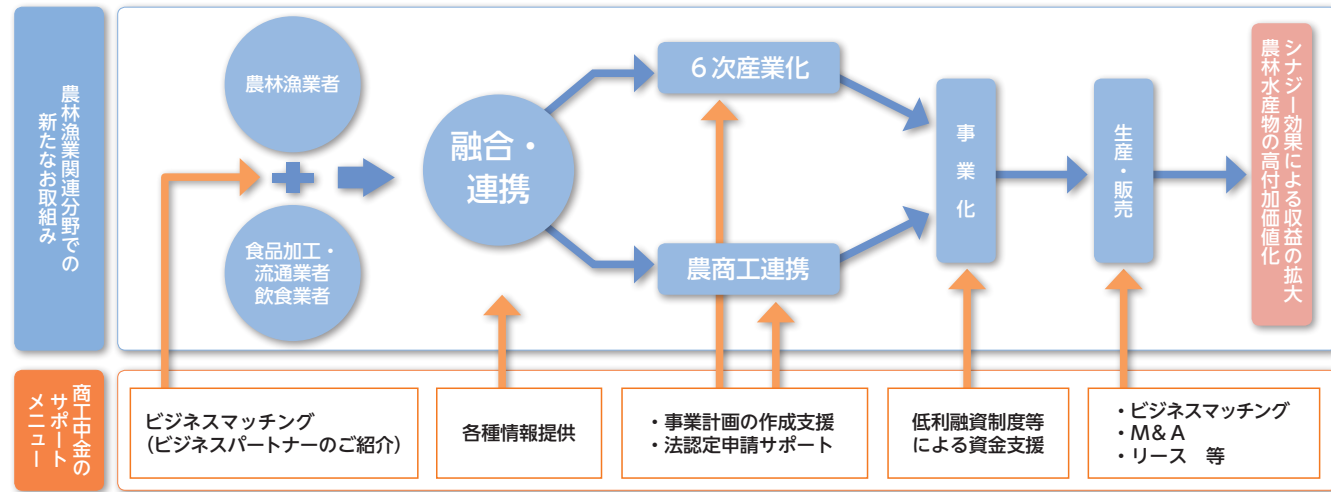 農林漁業関連分野での
新たなお取組み
農林漁業者
食品加工・
流通業者
飲食業者
融合・
連携
6次産業化
農商工連携
事業化
生産・販売
シナジー効果による収益の拡大
農林水産物の高付加価値化
商工中金の
サポート
メニュー
ビジネスマッチング
(ビジネスパートナーのご紹介)
各種情報提供
・事業計画の作成支援
・法認定申請サポート
低利融資制度等
による資金支援
・ビジネスマッチング
・M&A
・リース 等